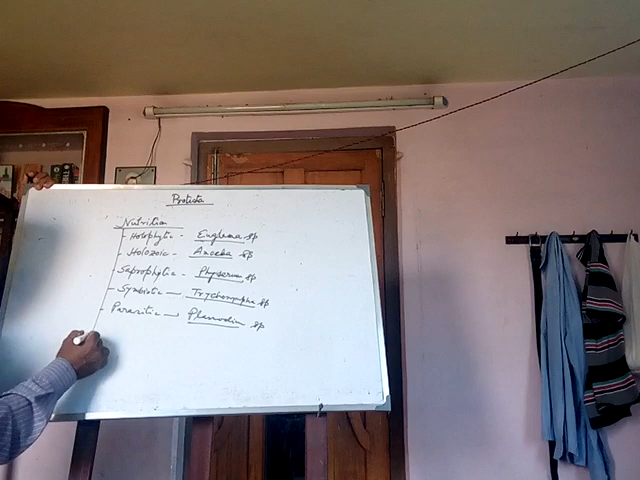 Protista
Nutrition
- Holophytic - Euglena sp
- Holozoic - Amoeba sp
Saprophytic - Physarum sp
- Symbiotic — Trychonympha sp
- Parasitic — Plasmodium sp